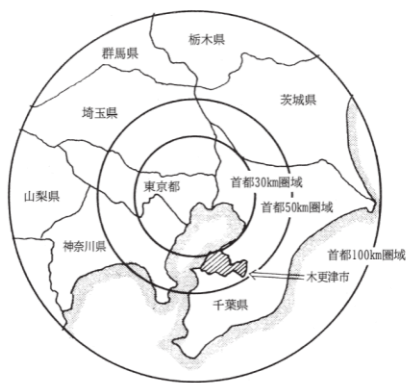 栃木県
群馬県
茨城県
埼玉県
東京都
首都30km圏域
山梨県
首都50km圏域
神奈川県
首都100km圏域
木更津市
千葉県